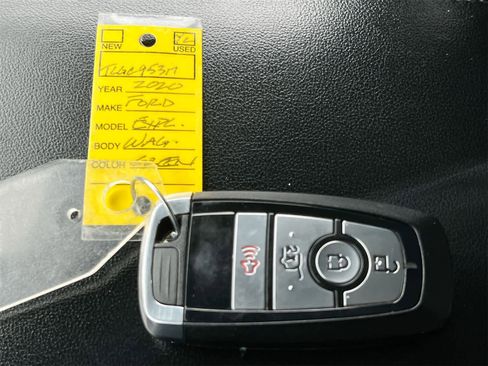 NEW USED
YEAR 2020
MAKE FORD
MODEL EXPL.
BODY WAG.
COLOR